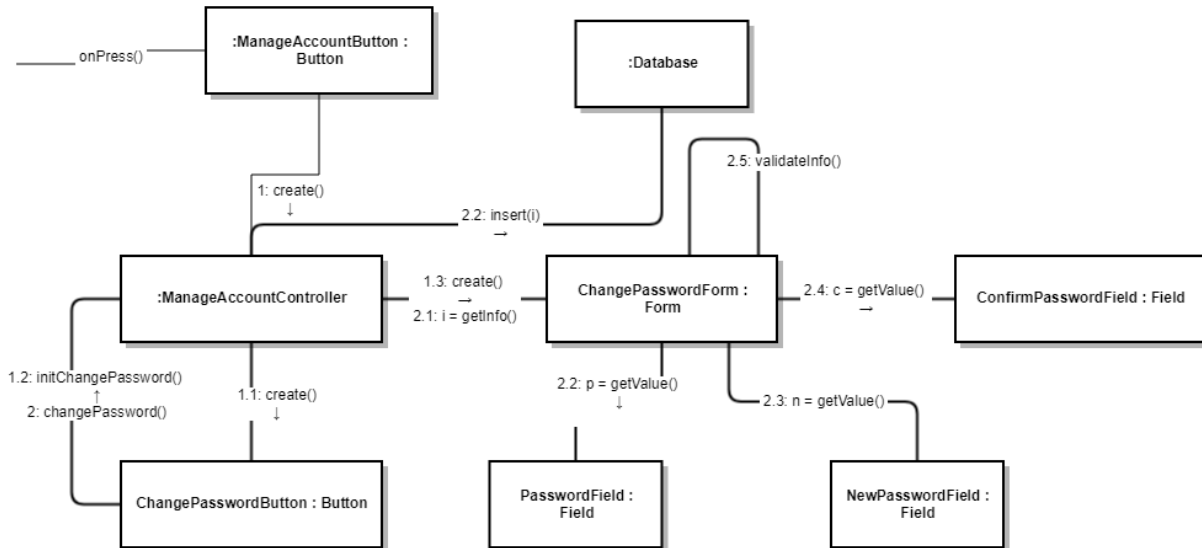 :ManageAccountButton :
Button
onPress()
:Database
2.5: validateInfo()
1: create()
↓
2.2: insert(i)
→
:ManageAccountController
1.3: create()
→
2.1: i = getInfo()
ChangePasswordForm :
Form
2.4: c = getValue()
→
ConfirmPasswordField : Field
1.2: initChangePassword()
↑
2: changePassword()
1.1: create()
↓
2.2: p = getValue()
↓
2.3: n = getValue()
ChangePasswordButton : Button
PasswordField :
Field
NewPasswordField :
Field